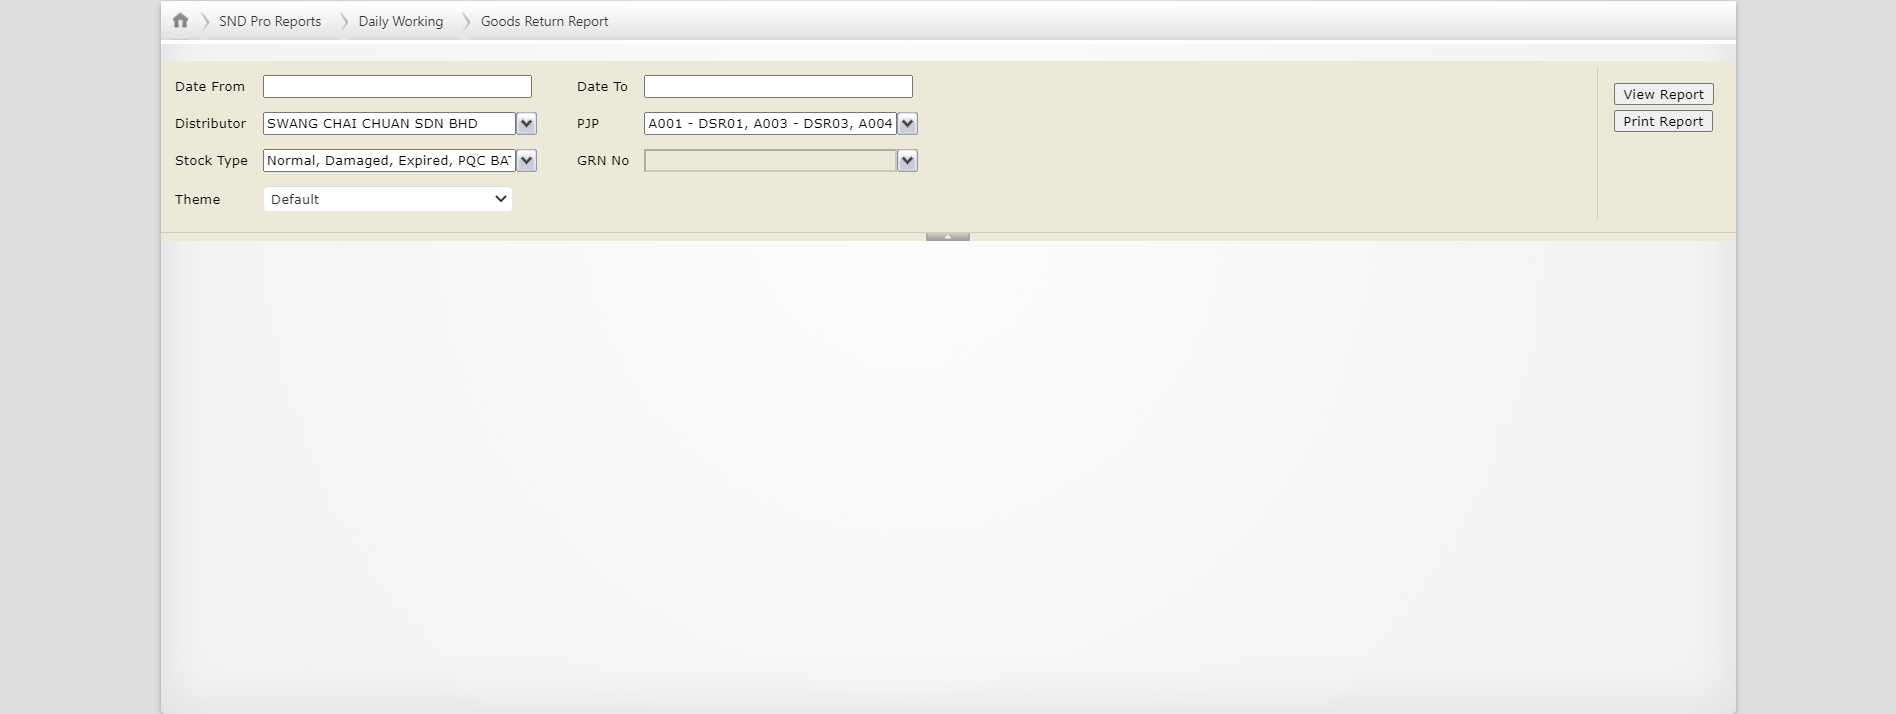 SND Pro Reports Daily Working Goods Return Report
Date From Date To
View Report
Distributor SWANG CHAI CHUAN SDN BHD PJP A001 - DSR01, A003 - DSR03, A004
Print Report
Stock Type Normal, Damaged, Expired, PQC BAT GRN No
Theme Default